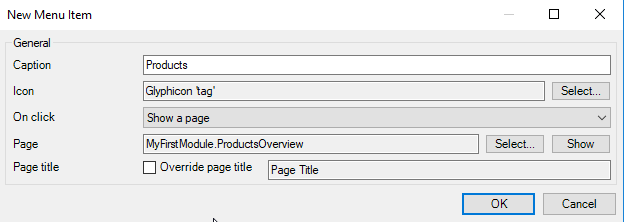 New Menu Item
General
Caption Products
Icon Glyphicon 'tag' Select...
On click Show a page
Page MyFirstModule.ProductsOverview Select... Show
Page title Override page title Page Title
OK Cancel